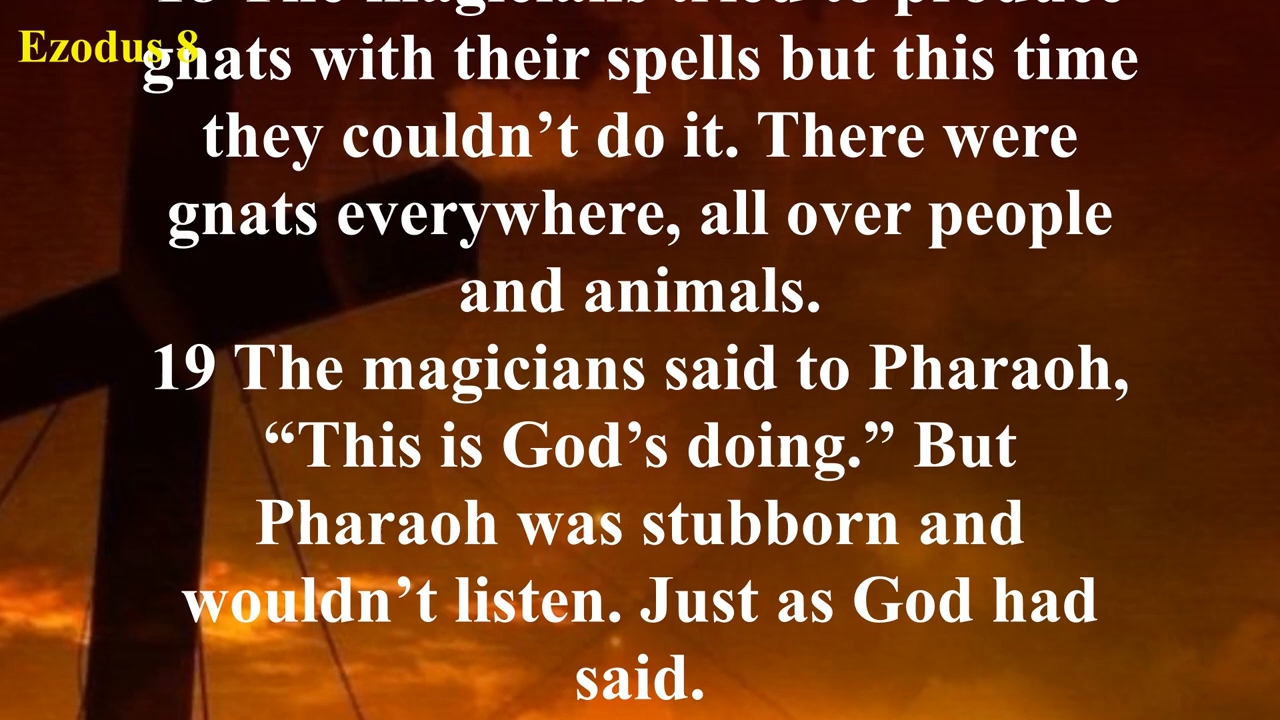 Ezodus 8
18 The magicians tried to produce
gnats with their spells but this time
they couldn’t do it. There were
gnats everywhere, all over people
and animals.
19 The magicians said to Pharaoh,
“This is God’s doing.” But
Pharaoh was stubborn and
wouldn’t listen. Just as God had
said.